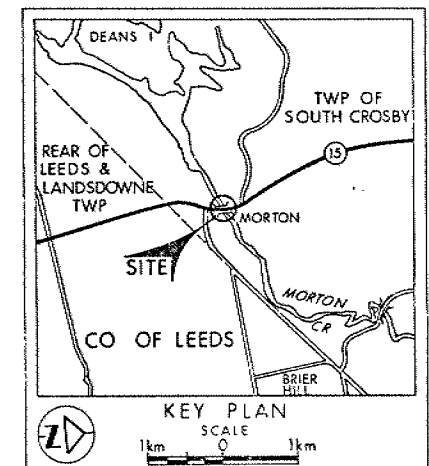 DEANS I
TWP OF
SOUTH CROSBY
15
REAR OF
LEEDS &
LANDSDOWNE
TWP
MORTON
SITE
MORTON
CR
CO OF LEEDS
BRIER
HILL
KEY PLAN
SCALE
1km 0 1km
N